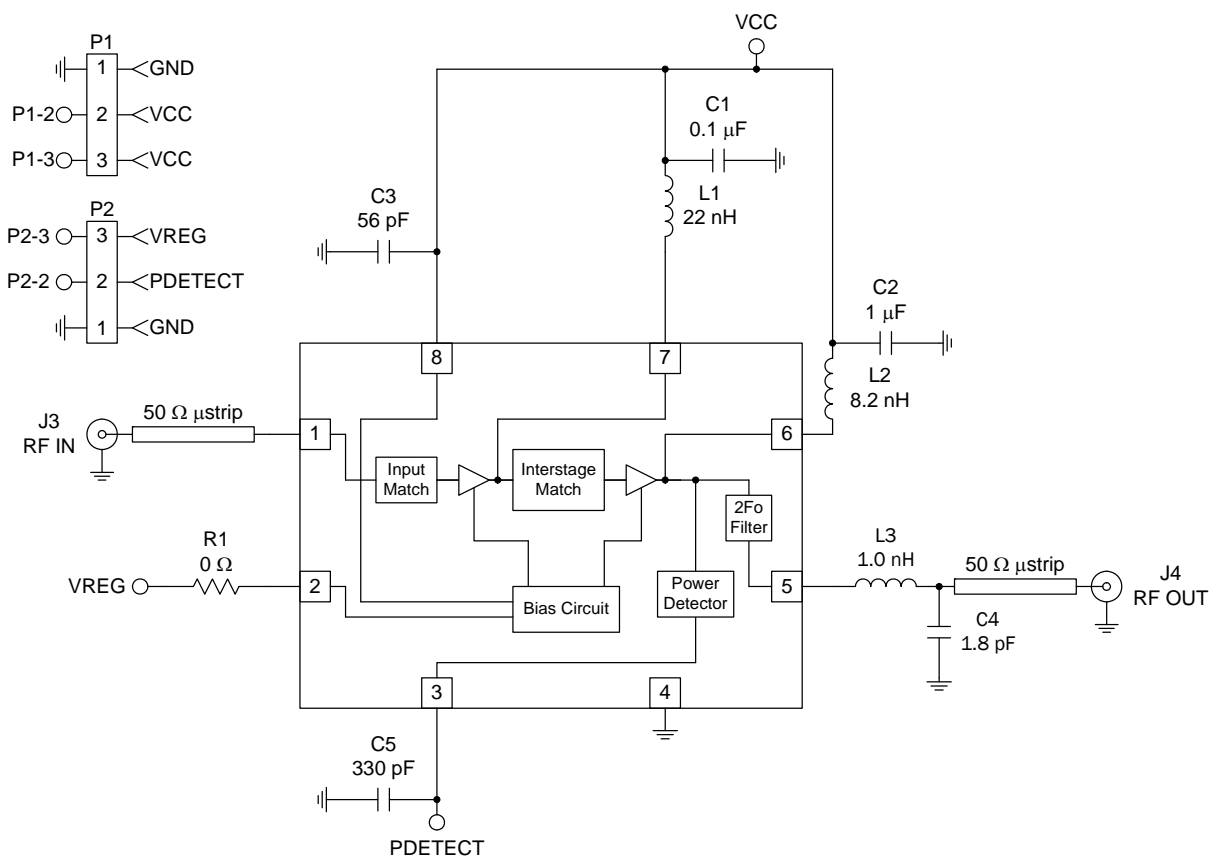 VCC
P1
1
GND
P1-2
2
VCC
P1-3
3
VCC
P2
P2-3
3
VREG
P2-2
2
PDETECT
1
GND
C1
0.1 μF
L1
22 nH
C3
56 pF
C2
1 μF
L2
8.2 nH
8
7
J3
RF IN
50 Ω μstrip
1
6
Input
Match
Interstage
Match
2Fo
Filter
R1
0 Ω
VREG
2
Bias Circuit
Power
Detector
5
L3
1.0 nH
50 Ω μstrip
J4
RF OUT
C4
1.8 pF
3
4
C5
330 pF
PDETECT